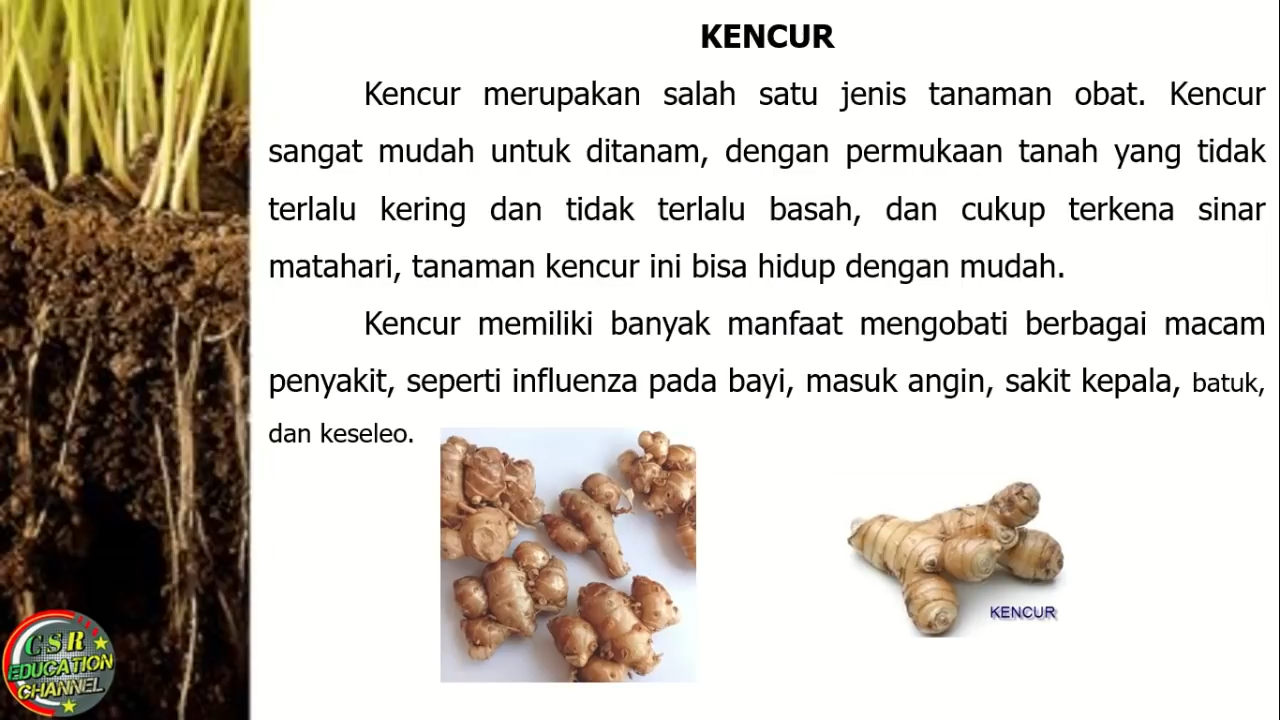 KENCUR
Kencur merupakan salah satu jenis tanaman obat. Kencur
sangat mudah untuk ditanam, dengan permukaan tanah yang tidak
terlalu kering dan tidak terlalu basah, dan cukup terkena sinar
matahari, tanaman kencur ini bisa hidup dengan mudah.
Kencur memiliki banyak manfaat mengobati berbagai macam
penyakit, seperti influenza pada bayi, masuk angin, sakit kepala, batuk,
dan keseleo.
KENCUR
CSR
EDUCATION
CHANNEL